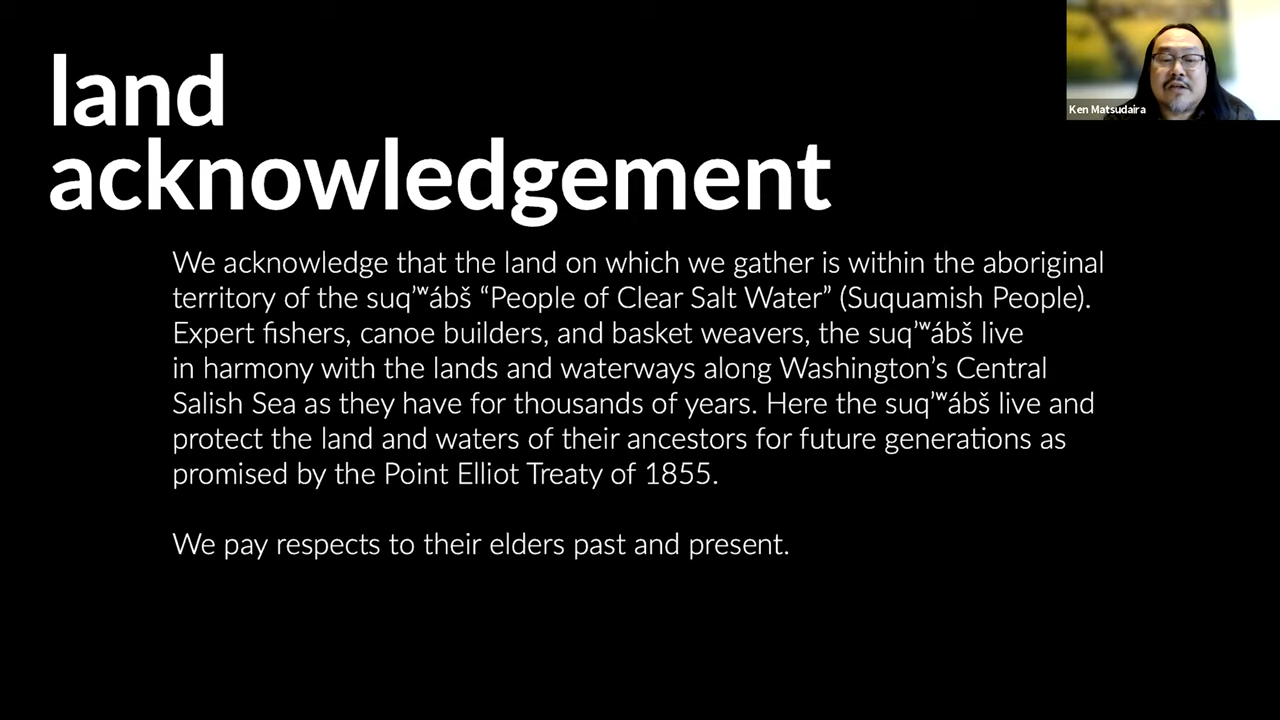 land
acknowledgement
Ken Matsudaira
We acknowledge that the land on which we gather is within the aboriginal
territory of the suq̓ʷábš “People of Clear Salt Water” (Suquamish People).
Expert fishers, canoe builders, and basket weavers, the suq̓ʷábš live
in harmony with the lands and waterways along Washington’s Central
Salish Sea as they have for thousands of years. Here the suq̓ʷábš live and
protect the land and waters of their ancestors for future generations as
promised by the Point Elliot Treaty of 1855.
We pay respects to their elders past and present.